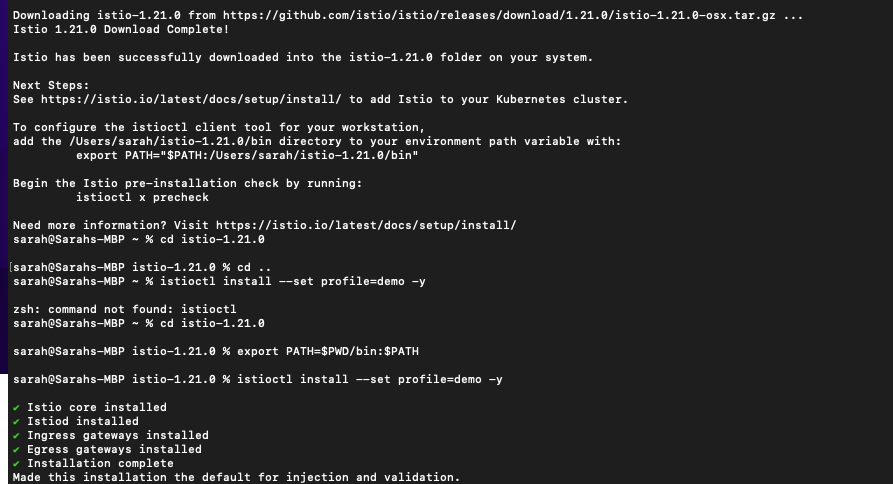 Downloading istio-1.21.0 from https://github.com/istio/istio/releases/download/1.21.0/istio-1.21.0-osx.tar.gz ...
Istio 1.21.0 Download Complete!
Istio has been successfully downloaded into the istio-1.21.0 folder on your system.
Next Steps:
See https://istio.io/latest/docs/setup/install/ to add Istio to your Kubernetes cluster.
To configure the istioctl client tool for your workstation,
add the /Users/sarah/istio-1.21.0/bin directory to your environment path variable with:
export PATH="$PATH:/Users/sarah/istio-1.21.0/bin"
Begin the Istio pre-installation check by running:
istioctl x precheck
Need more information? Visit https://istio.io/latest/docs/setup/install/
sarah@Sarahs-MBP ~ % cd istio-1.21.0
[sarah@Sarahs-MBP istio-1.21.0 % cd ..
sarah@Sarahs-MBP ~ % istioctl install --set profile=demo -y
zsh: command not found: istioctl
sarah@Sarahs-MBP ~ % cd istio-1.21.0
sarah@Sarahs-MBP istio-1.21.0 % export PATH=$PWD/bin:$PATH
sarah@Sarahs-MBP istio-1.21.0 % istioctl install --set profile=demo -y
✔ Istio core installed
✔ Istiod installed
✔ Ingress gateways installed
✔ Egress gateways installed
✔ Installation complete
Made this installation the default for injection and validation.